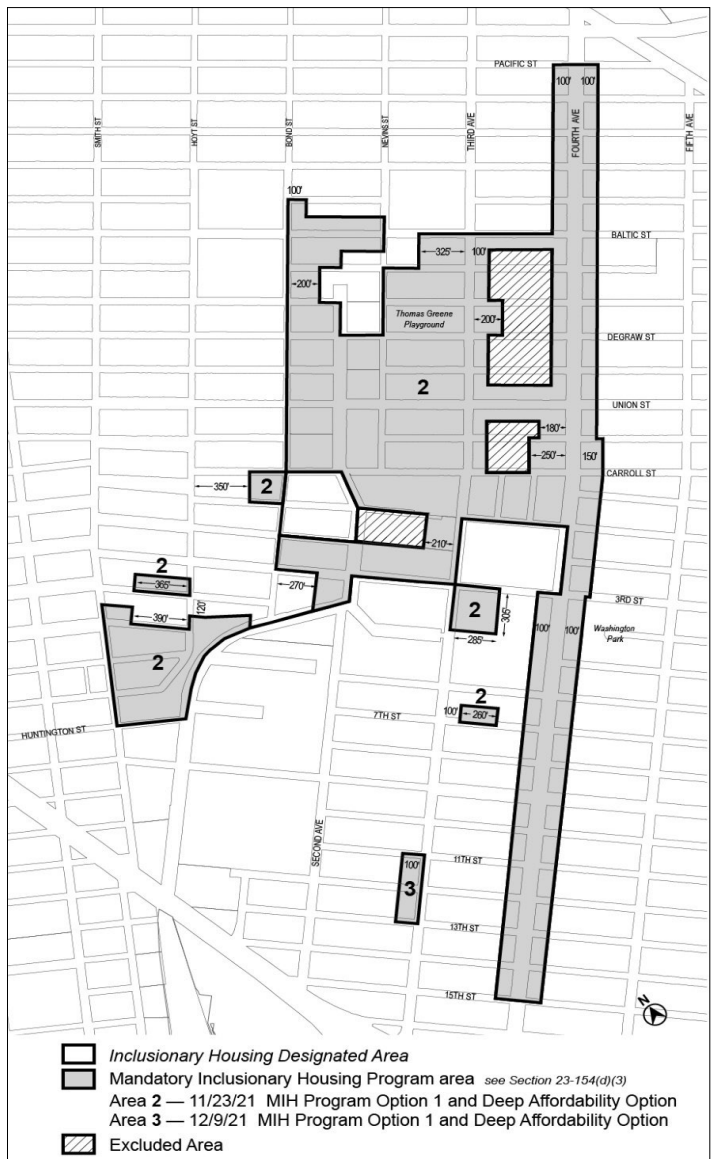 PACIFIC ST
100' 100'
SMITH ST
HOYT ST
BOND ST
NEVINS ST
THIRD AVE
FOURTH AVE
FIFTH AVE
100'
BALTIC ST
325'
100'
200'
Thomas Greene
Playground
200'
DEGRAW ST
2
UNION ST
180'
250'
150'
CARROLL ST
350'
2
210'
2
365'
270'
120'
390'
305'
3RD ST
2
285'
100'
100'
Washington
Park
2
2
100'
260'
7TH ST
HUNTINGTON ST
SECOND AVE
100'
11TH ST
3
13TH ST
15TH ST
N
Inclusionary Housing Designated Area
Mandatory Inclusionary Housing Program area see Section 23-154(d)(3)
Area 2 — 11/23/21 MIH Program Option 1 and Deep Affordability Option
Area 3 — 12/9/21 MIH Program Option 1 and Deep Affordability Option
Excluded Area